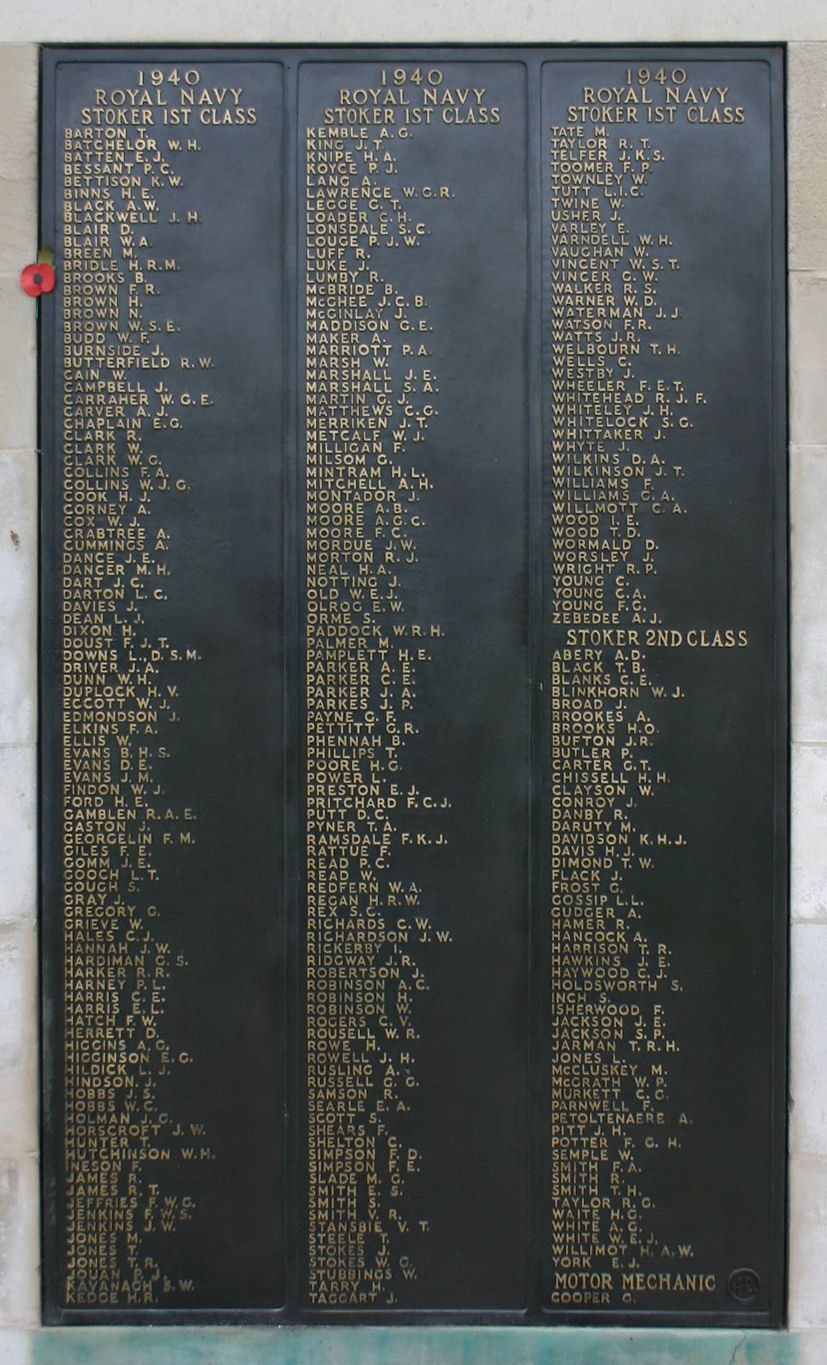 1940
ROYAL NAVY
STOKER 1ST CLASS
BARTON T.
BATCHELOR W. H.
BATTEN E. J.
BESSANT P. C.
BETTISON K. W.
BINNS H. E.
BLACK A. W.
BLACKWELL J. H.
BLAIR D.
BLAIR W. A.
BREEN M.
BRIDLE H. R. M.
BROOKS B.
BROWN F. R.
BROWN H.
BROWN N.
BROWN W. S. E.
BUDD W. F.
BURNSIDE J.
BUTTERFIELD R. W.
CAIN W.
CAMPBELL J.
CARRAHER W. G. E.
CARVER A. J.
CHAPLAIN E. G.
CLARK R.
CLARK W.
CLARK W. G.
COLLINS F. A.
COLLINS W. J. G.
COOK H. J.
CORNEY A.
COX W. J.
CRABTREE A.
CUMMINGS A.
DANCE J. E.
DANCER M. H.
DART J. C.
DARTON L. C.
DAVIES J.
DEAN L. J.
DIXON H.
DOUST F. J. T.
DOWNS L., D.S.M.
DRIVER J. A.
DUNN W. H.
DUPLOCK H. V.
EGGOTT W. J.
EDMONDSON J.
ELKINS F. A.
ELLIS W.
EVANS B. H. S.
EVANS D. E.
EVANS J. M.
FINDON W. J.
FORD H. E.
GAMBLEN R. A. E.
GASTON J.
GEORGELIN F. M.
GILES F. E.
GOMM J. E.
GOOCH L. T.
GOUGH S.
GRAY J.
GREGORY G.
GRIEVE W.
HALES C. J.
HANNAH J. W.
HARDIMAN G. S.
HARKER R. R.
HARNEY P. L.
HARRIS C. E.
HARRIS E. L.
HATCH F. W.
HERRETT D.
HIGGINS A. G.
HIGGINSON E. G.
HILDICK L. J.
HINDSON J.
HOBBS J. S.
HOBBS W. C.
HOLMAN J. G.
HORSCROFT J. W.
HUNTER T.
HUTCHINSON W. H.
INESON F.
JAMES R.
JAMES R. T.
JEFFRIES F. W. G.
JENKINS F. W. S.
JENKINS J. W.
JONES M.
JONES T.
JONES T. R.
JOUAN B. J.
KAVANAGH S. W.
KEDGE H. R.
1940
ROYAL NAVY
STOKER 1ST CLASS
KEMBLE A. G.
KING J. T.
KNIPE H. A.
KOYCE P. J.
LANG A.
LAWRENCE W. G. R.
LEGGE G. T.
LOADER C. H.
LONSDALE S. C.
LOUGE P. J. W.
LUFF R.
LUKE J.
LUMBY R.
McBRIDE B.
McGHEE J. C. B.
McGINLAY J.
MADDISON G. E.
MAKER A.
MARRIOTT P. A.
MARSH W.
MARSHALL J. E.
MARSHALL S. A.
MARTIN G. J.
MATTHEWS C. G.
MERRIKEN J. T.
METCALF W. J.
MILLIGAN F.
MILSOM G.
MINTRAM H. L.
MITCHELL A. H.
MONTADOR J.
MOORE A. B.
MOORE A. G. C.
MOORE F. C.
MORDUE J. W.
MORTON R. J.
NEAL H. A.
NOTTING J.
OLD W. E. J.
OLROG E. W.
ORME S.
PADDOCK W. R. H.
PALMER M.
PAMPLETT H. E.
PARKER A. E.
PARKER C. E.
PARKER J. A.
PARKES J. P.
PAYNE G. F.
PETTITT G. R.
PHENNAH B.
PHILLIPS T.
POORE H. G.
POWER L.
PRESTON E. J.
PRITCHARD F. C. J.
PUTT D. C.
PYNER T. A.
RAMSDALE F. K. J.
RATTUE F.
READ P. C.
READ W.
REDFERN W. A.
REGAN H. R. W.
REX S. C.
RICHARDS C. W.
RICHARDSON J. W.
RICKERBY I.
RIDGWAY J. R.
ROBERTSON J.
ROBINSON A. G.
ROBINSON H.
ROBINSON W.
ROGERS C. V.
ROUSELL W. R.
ROWE H.
ROWELL J. H.
RUSLING A.
RUSSELL G. G.
SAMSON R.
SEARLE E. A.
SCOTT S.
SHEARS F.
SHELTON C.
SIMPSON F. D.
SIMPSON F. E.
SLADE M. G.
SMITH E. S.
SMITH S.
SMITH V. R.
STANSBIE V. T.
STEELE T.
STOKES J.
STOKES W. G.
STUBBINGS W.
TARRY H.
TAGGART J.
1940
ROYAL NAVY
STOKER 1ST CLASS
TATE M.
TAYLOR R. T.
TELFER J. K. S.
TOOMER F. P.
TOWNLEY W.
TUTT L. I. C.
TWINE W.
USHER J.
VARLEY E.
VARNDELL W. H.
VAUGHAN W.
VINCENT W. S. T.
VINCER G. W.
WALKER R. S.
WARNER W. D.
WATERMAN J. J.
WATSON F. R.
WATTS J. R.
WELBOURN T. H.
WELLS C.
WESTBY J.
WHEELER F. E. T.
WHITEHEAD R. J. F.
WHITELEY J. H.
WHITELOCK S. G.
WHITTAKER J.
WHYTE J.
WILKINS D. A.
WILKINSON J. T.
WILLIAMS F.
WILLIAMS G. A.
WILLMOTT C. A.
WOOD I. E.
WOOD T. D.
WORMALD D.
WORSLEY J.
WRIGHT R. P.
YOUNG C.
YOUNG C. A.
YOUNG F. G.
ZEBEDEE A. J.
STOKER 2ND CLASS
ABERY A. D.
BLACK T. B.
BLANKS C. E.
BLINKHORN W. J.
BROAD J.
BROOKES A.
BROOKS H. O.
BUFTON J. R.
BUTLER P.
CARTER G. T.
CHISSELL H. H.
CLAYSON W.
CONROY J.
DANBY R.
DARUTY M.
DAVIDSON K. H. J.
DAVIS H. J.
DIMOND T. W.
FLACK J.
FROST G.
GOSSIP L. L.
GUDGER A.
HAMER R.
HANCOCK A.
HARRISON T. R.
HAWKINS J. E.
HAYWOOD C. J.
HOLDSWORTH S.
INCH S.
ISHERWOOD F.
JACKSON J. E.
JACKSON S. P.
JARMAN T. R. H.
JONES L.
McCLUSKEY M.
McGRATH W. P.
MURKETT C. G.
PARNWELL F.
PETOLTENAERE A.
PITT J. H.
POTTER F. G. H.
SEMPLE W.
SMITH F. A.
SMITH R.
SMITH T. H.
TAYLOR R. G.
WAITE H. G.
WHITE A. G.
WHITE W. E. J.
WILLIMOT H. A. W.
YORK E. J.
MOTOR MECHANIC
COOPER G.